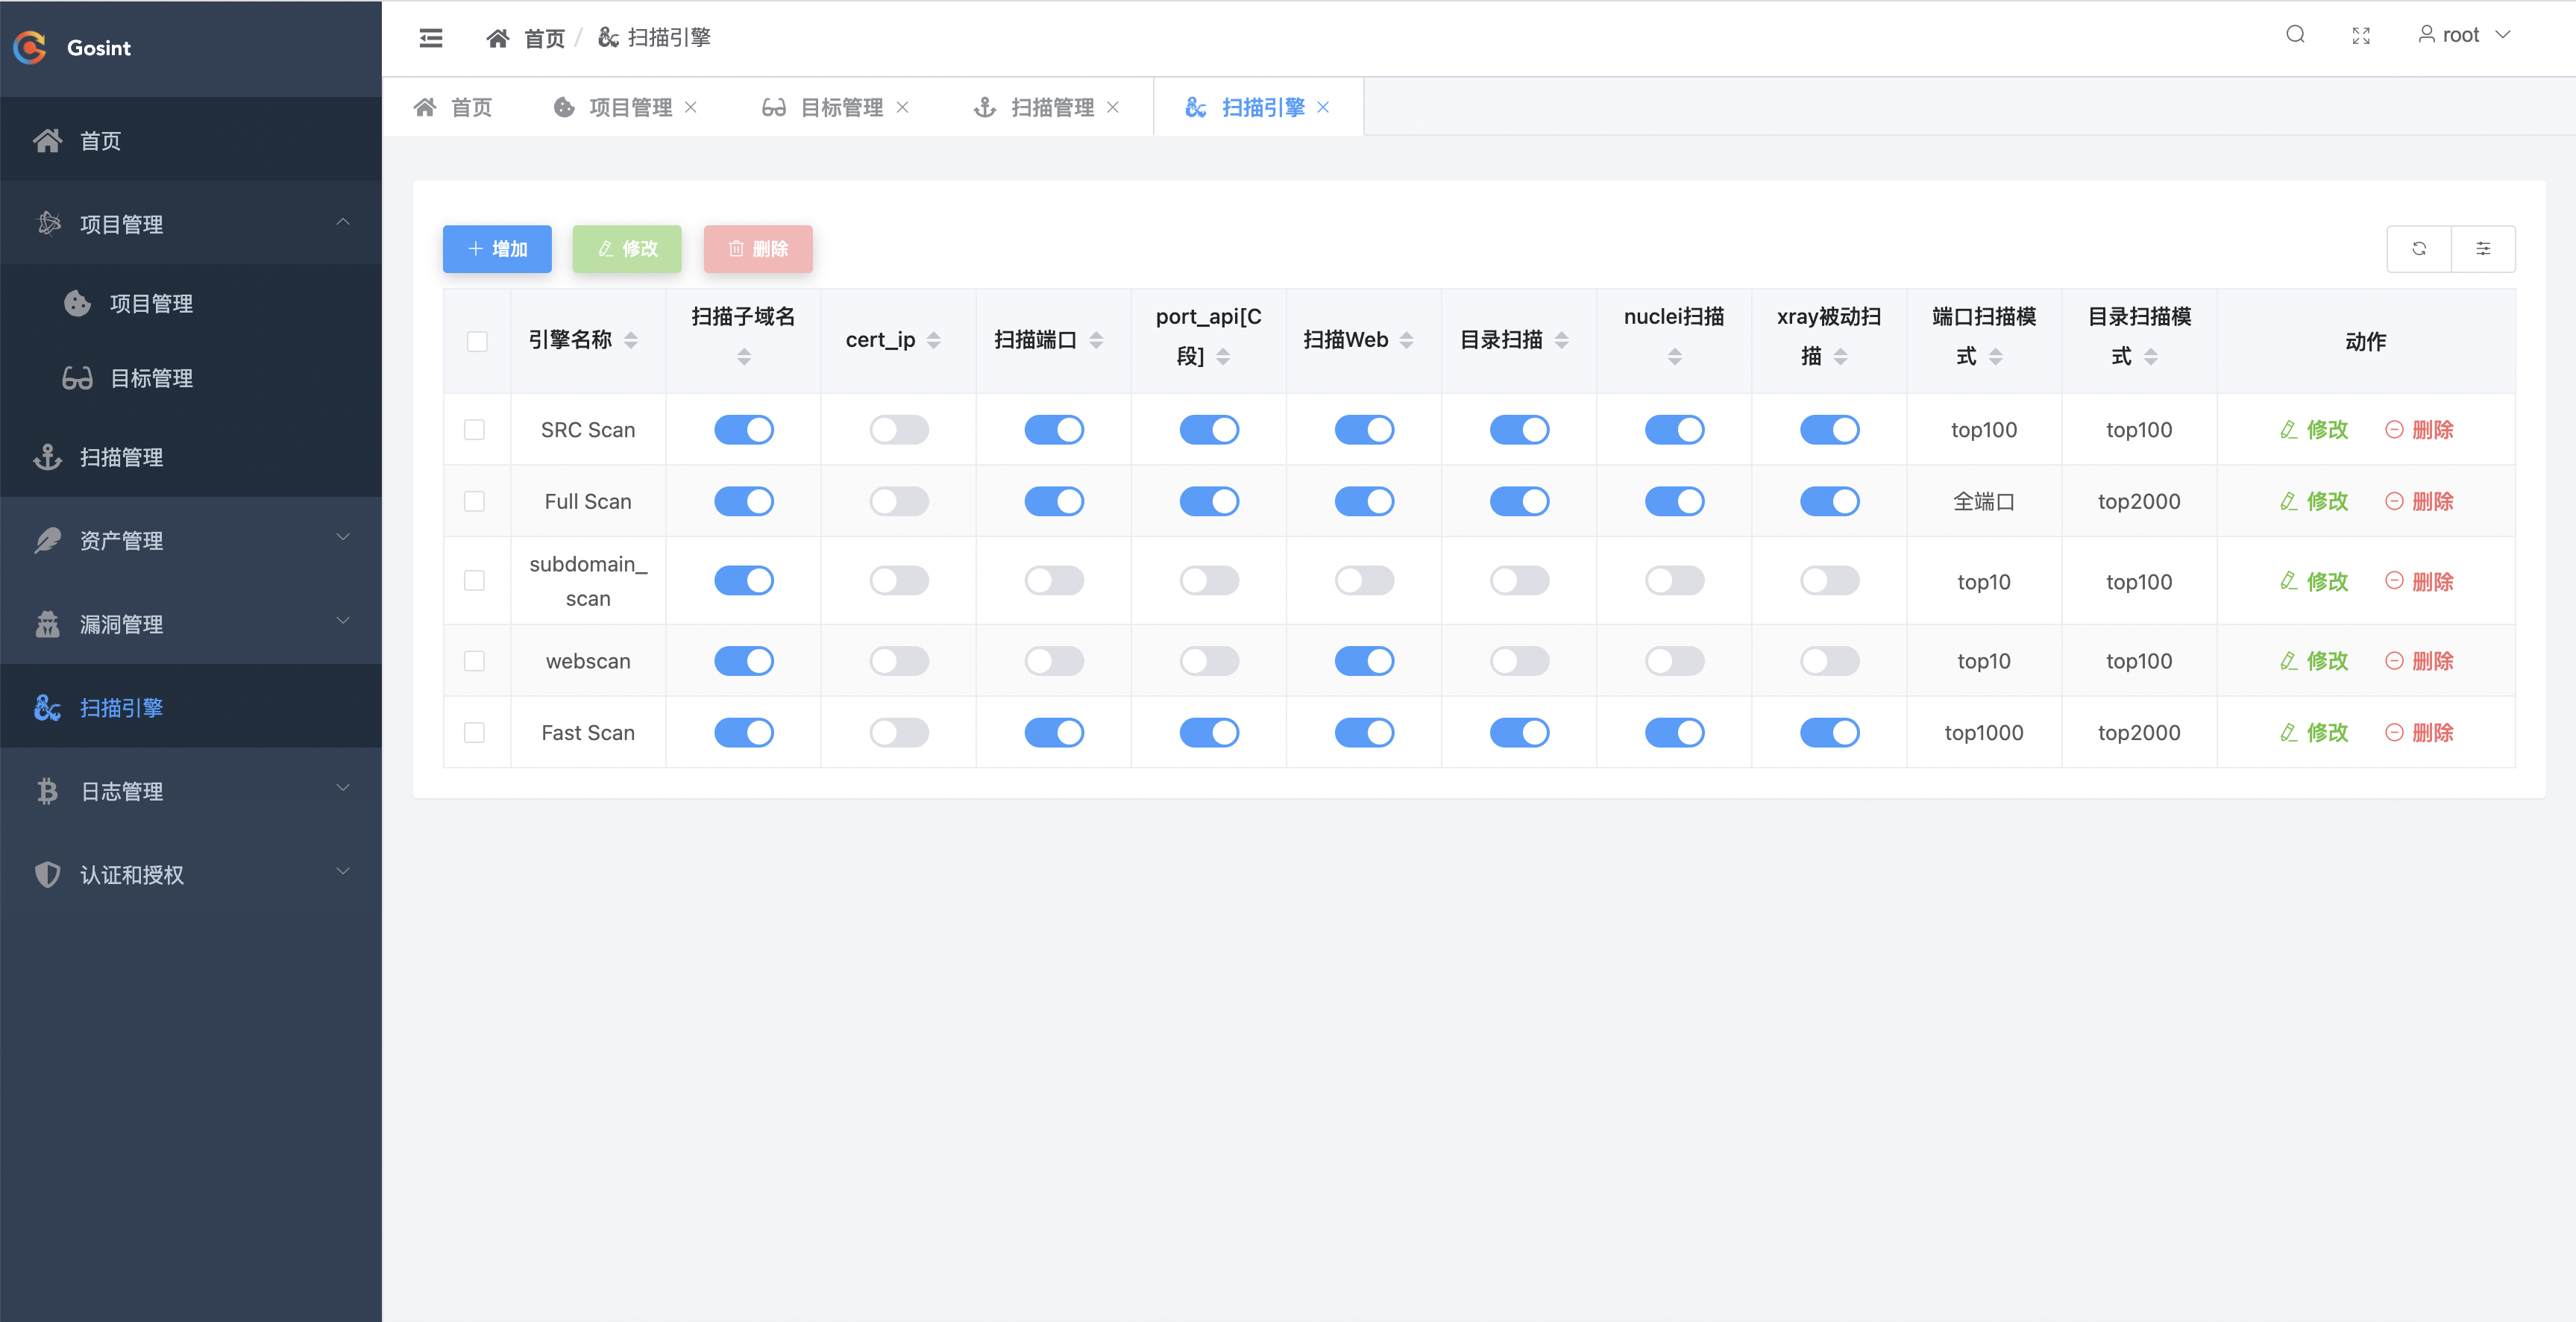 Gosint
首页
项目管理
项目管理
目标管理
扫描管理
资产管理
漏洞管理
扫描引擎
日志管理
认证和授权
首页 / 扫描引擎
root
首页 项目管理 目标管理 扫描管理 扫描引擎
增加 修改 删除
引擎名称 扫描子域名 cert_ip 扫描端口 port_api[C段] 扫描Web 目录扫描 nuclei扫描 xray被动扫描 端口扫描模式 目录扫描模式 动作
SRC Scan top100 top100 修改 删除
Full Scan 全端口 top2000 修改 删除
subdomain_scan top10 top100 修改 删除
webscan top10 top100 修改 删除
Fast Scan top1000 top2000 修改 删除